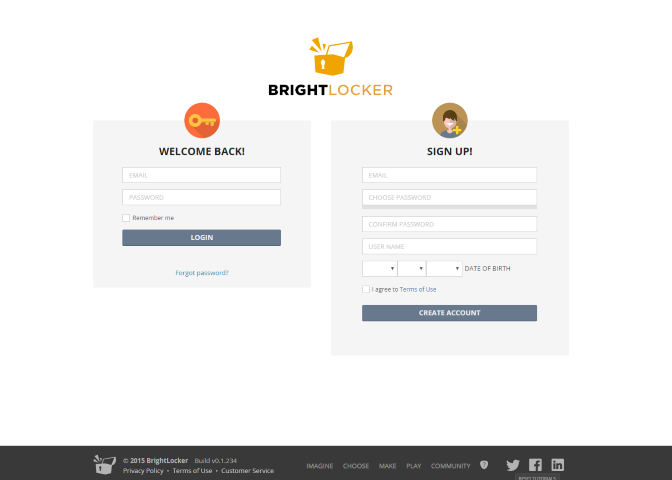 BRIGHTLOCKER
WELCOME BACK!
EMAIL
PASSWORD
Remember me
LOGIN
Forgot password?
SIGN UP!
EMAIL
CHOOSE PASSWORD
CONFIRM PASSWORD
USER NAME
DATE OF BIRTH
I agree to Terms of Use
CREATE ACCOUNT
© 2015 BrightLocker Build v0.1.234
Privacy Policy • Terms of Use • Customer Service
IMAGINE CHOOSE MAKE PLAY COMMUNITY
RESET TUTORIALS